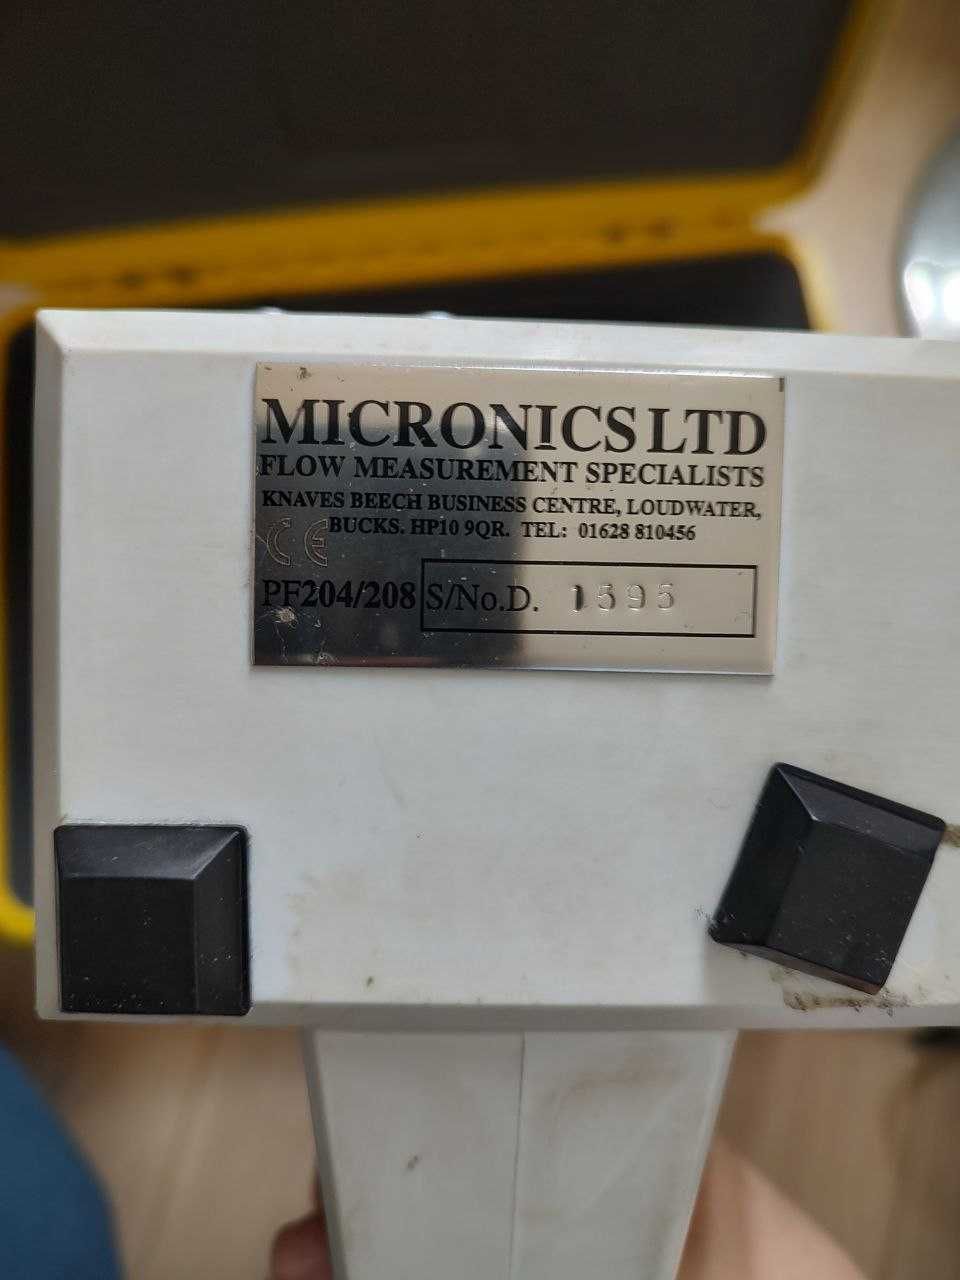 MICRONICS LTD
FLOW MEASUREMENT SPECIALISTS
KNAVES BEECH BUSINESS CENTRE, LOUDWATER,
BUCKS. HP10 9QR. TEL: 01628 810456
CE
PF204/208 S/No.D. 1595